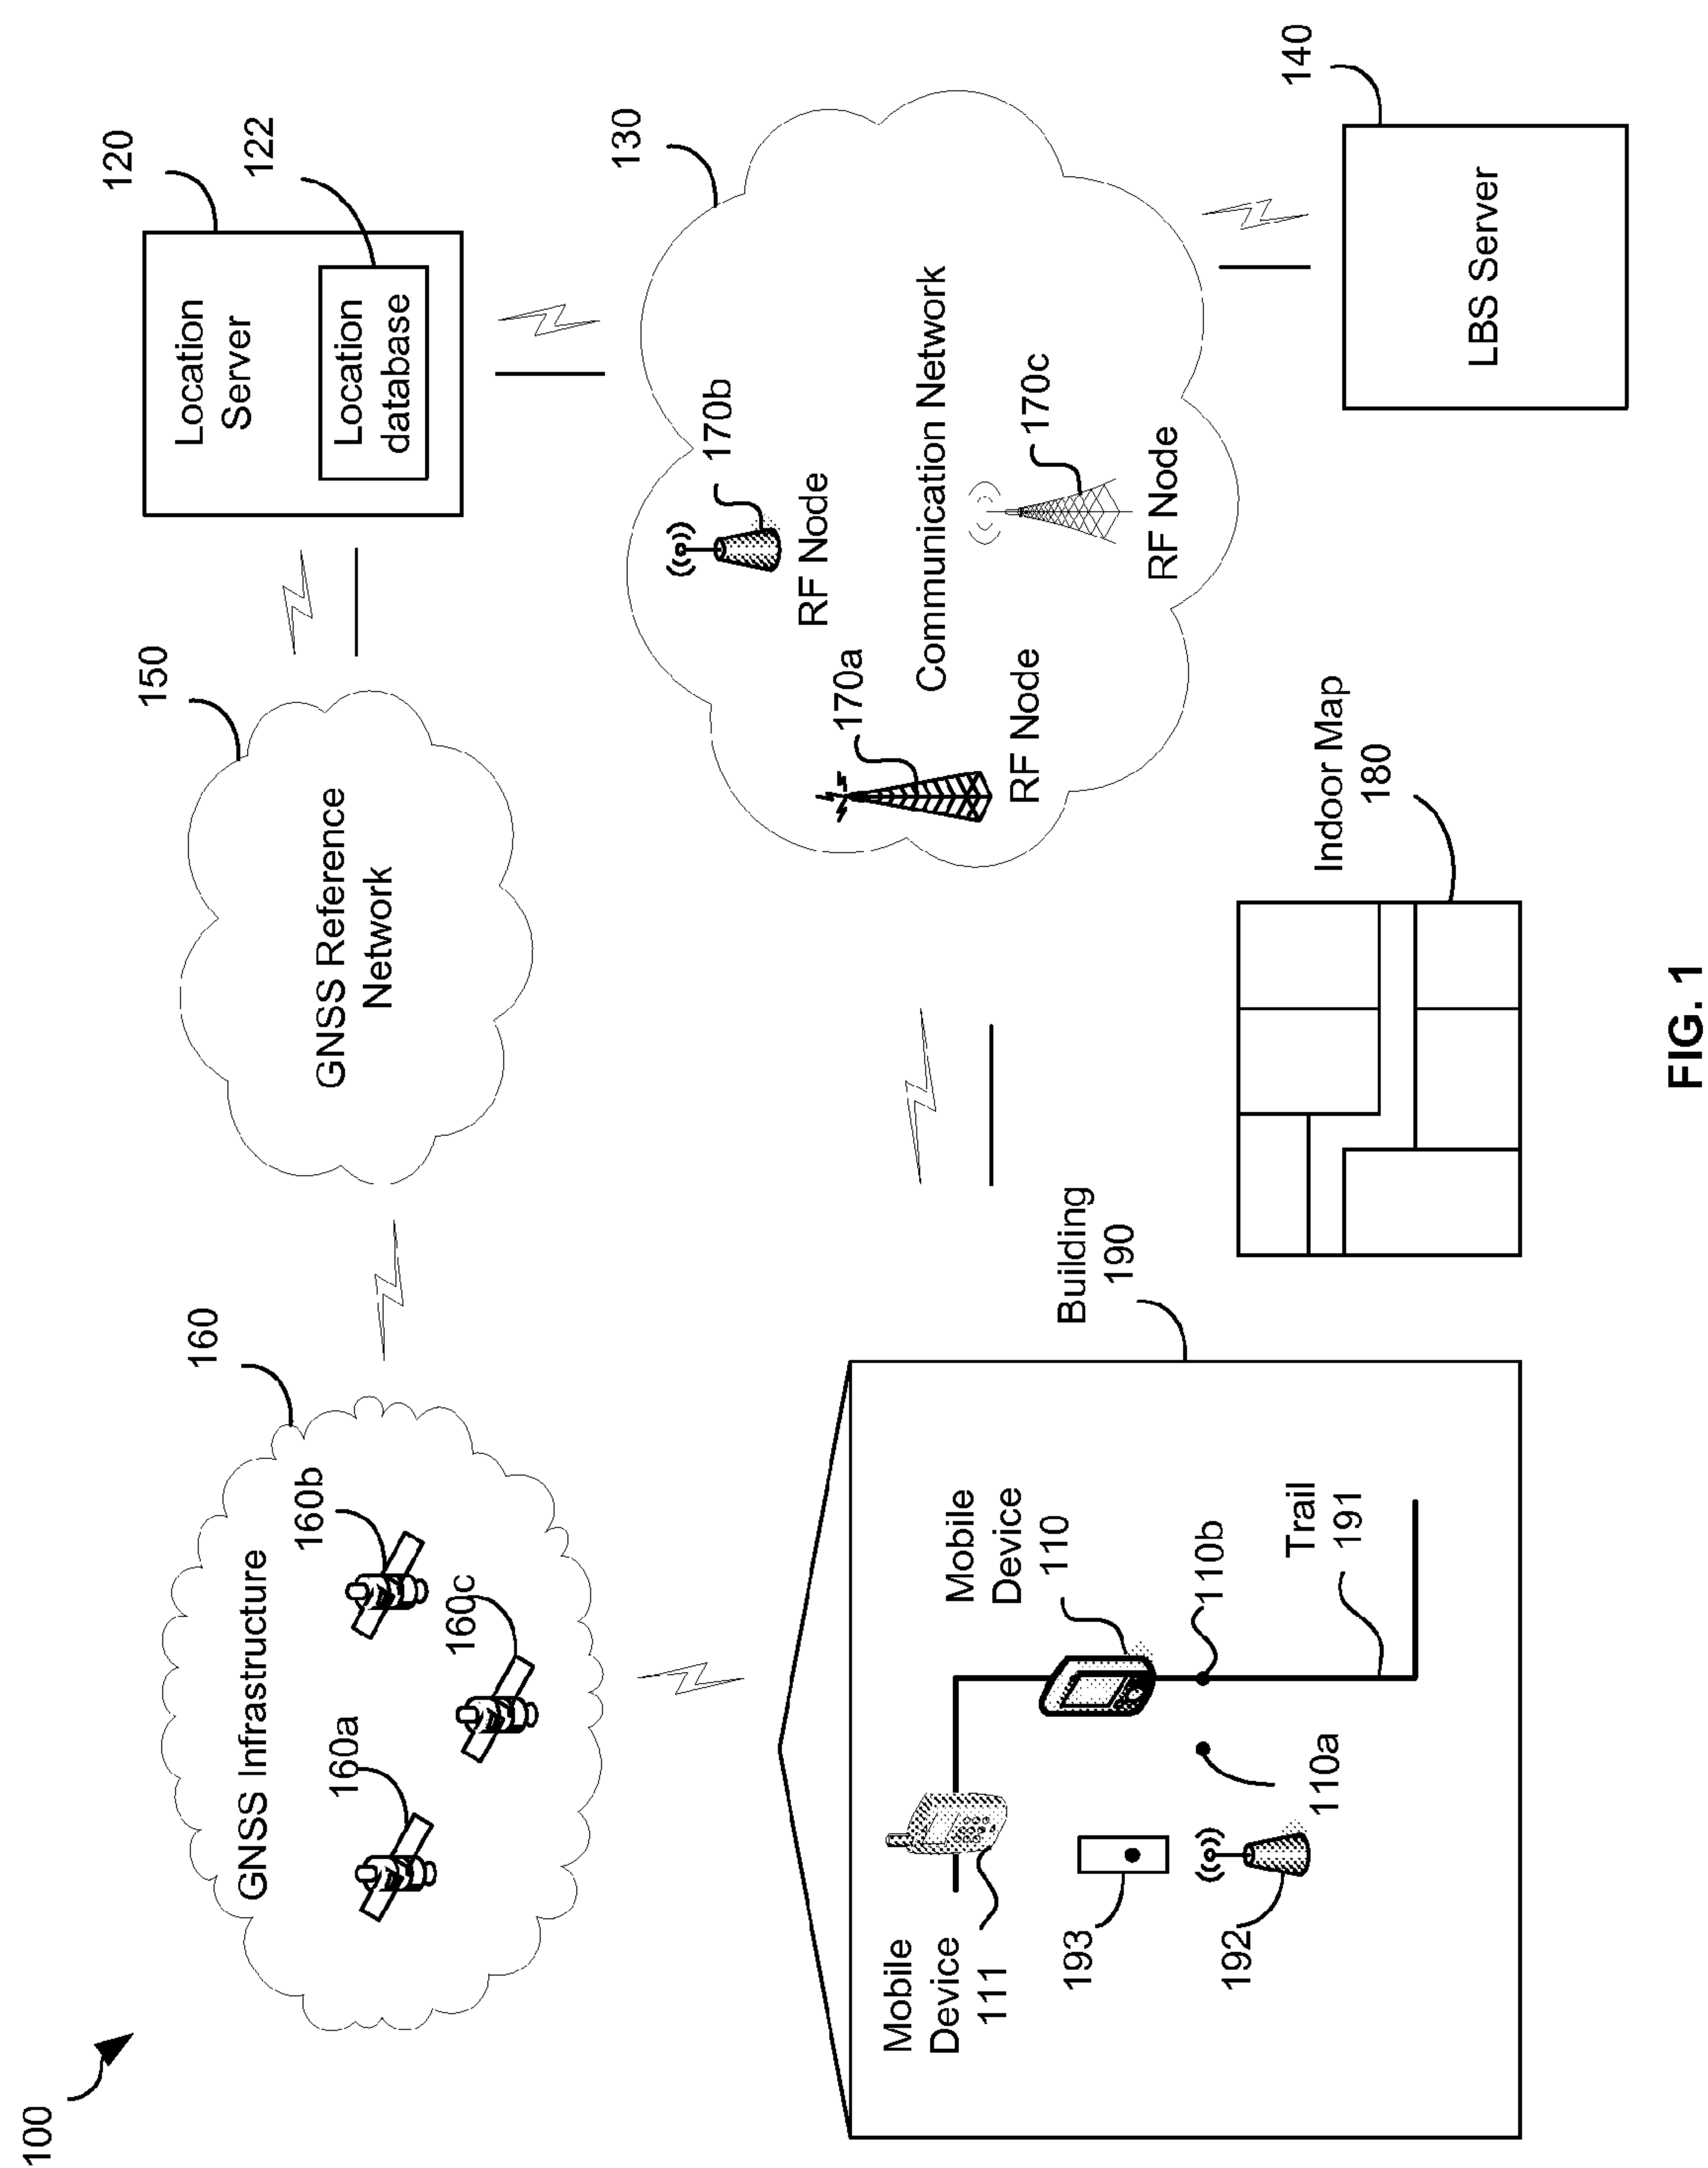 100
GNSS Infrastructure
160
160a
160b
160c
GNSS Reference
Network
150
Location
Server
120
Location
database
122
Communication Network
130
RF Node
170a
RF Node
170b
RF Node
170c
LBS Server
140
Building
190
Mobile
Device
111
Mobile
Device
110
193
192
110a
110b
Trail
191
Indoor Map
180
FIG. 1